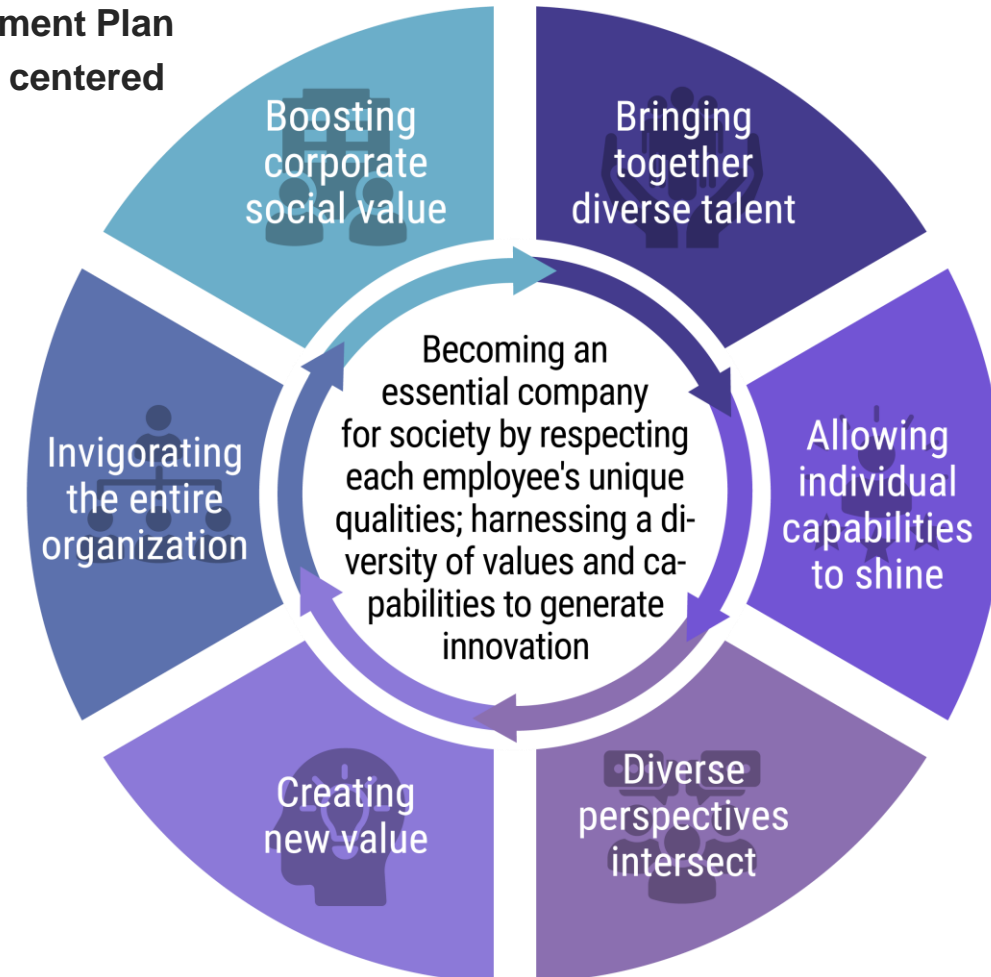 ment Plan
centered
Boosting
corporate
social value
Bringing
together
diverse talent
Allowing
individual
capabilities
to shine
Diverse
perspectives
intersect
Creating
new value
Invigorating
the entire
organization
Becoming an
essential company
for society by respecting
each employee's unique
qualities; harnessing a di-
versity of values and ca-
pabilities to generate
innovation